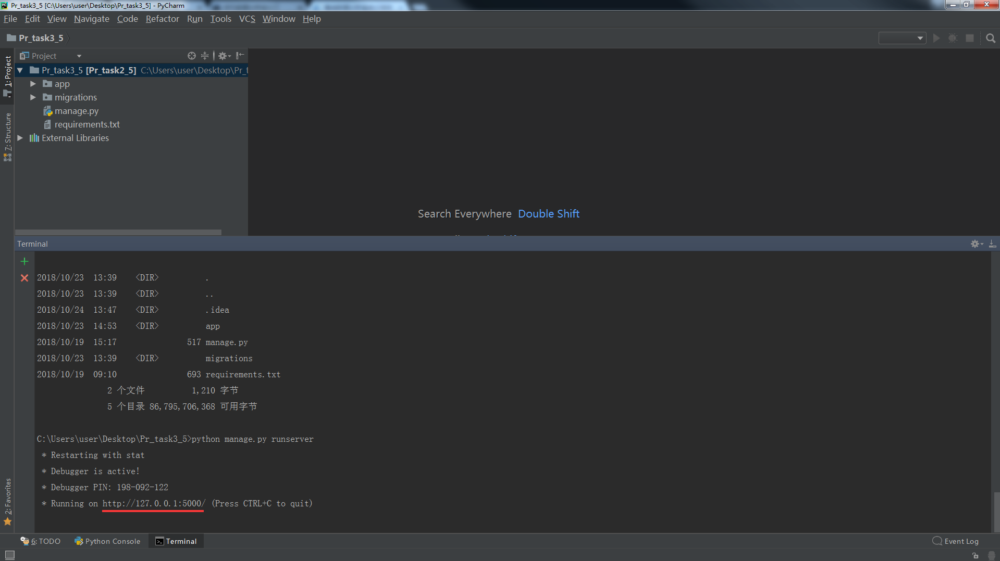 Pr_task3_5 [C:\Users\user\Desktop\Pr_task3_5] - PyCharm
File Edit View Navigate Code Refactor Run Tools VCS Window Help
Pr_task3_5
Project
1: Project
Pr_task3_5 [Pr_task2_5] C:\Users\user\Desktop\Pr_t
app
migrations
manage.py
requirements.txt
7: Structure
External Libraries
Search Everywhere Double Shift
Terminal
2018/10/23 13:39 <DIR> .
2018/10/23 13:39 <DIR> ..
2018/10/24 13:47 <DIR> .idea
2018/10/23 14:53 <DIR> app
2018/10/19 15:17 517 manage.py
2018/10/23 13:39 <DIR> migrations
2018/10/19 09:10 693 requirements.txt
2 个文件 1,210 字节
5 个目录 86,795,706,368 可用字节
C:\Users\user\Desktop\Pr_task3_5>python manage.py runserver
* Restarting with stat
* Debugger is active!
* Debugger PIN: 198-092-122
* Running on http://127.0.0.1:5000/ (Press CTRL+C to quit)
2: Favorites
6: TODO Python Console Terminal Event Log